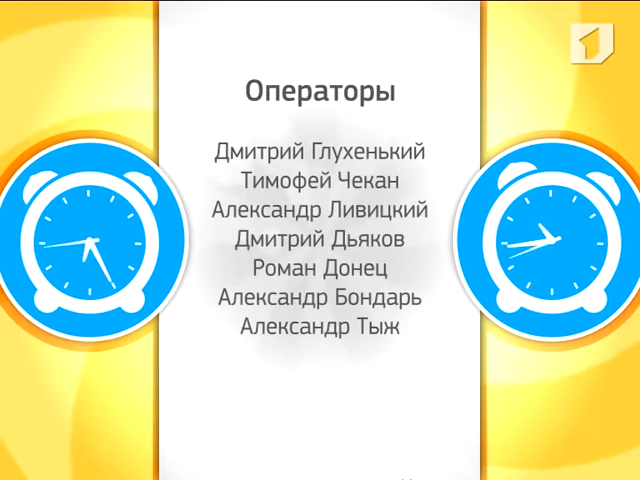 Операторы
Дмитрий Глухенький
Тимофей Чекан
Александр Ливицкий
Дмитрий Дьяков
Роман Донец
Александр Бондарь
Александр Тыж